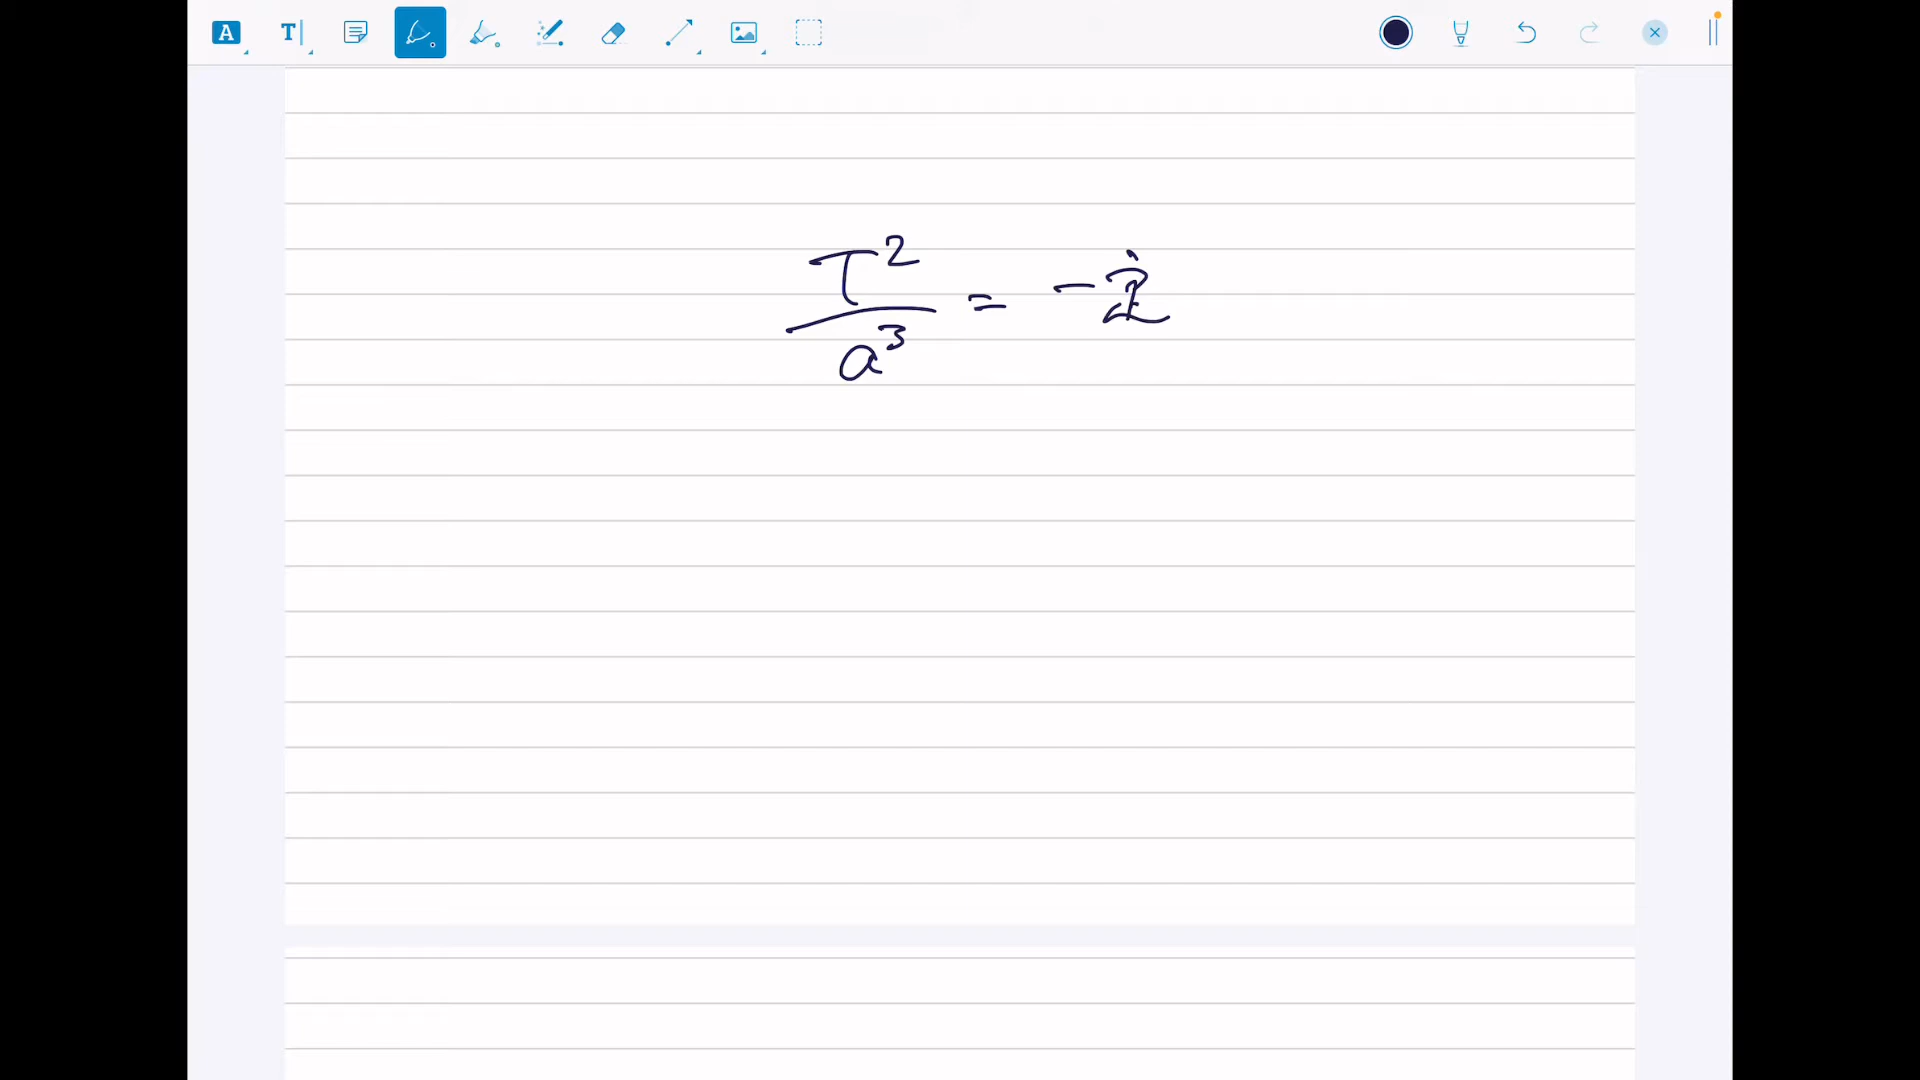 T²/a³ = -